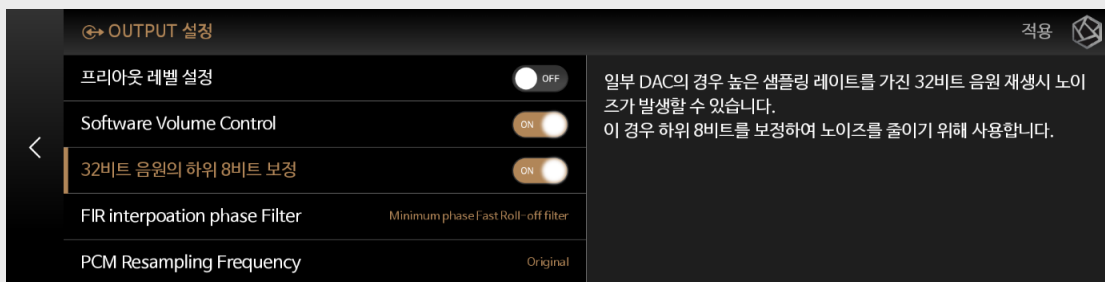 OUTPUT 설정
적용
프리아웃 레벨 설정
OFF
Software Volume Control
ON
32비트 음원의 하위 8비트 보정
ON
FIR interpoation phase Filter
Minimum phase Fast Roll-off filter
PCM Resampling Frequency
Original
일부 DAC의 경우 높은 샘플링 레이트를 가진 32비트 음원 재생시 노이
즈가 발생할 수 있습니다.
이 경우 하위 8비트를 보정하여 노이즈를 줄이기 위해 사용합니다.